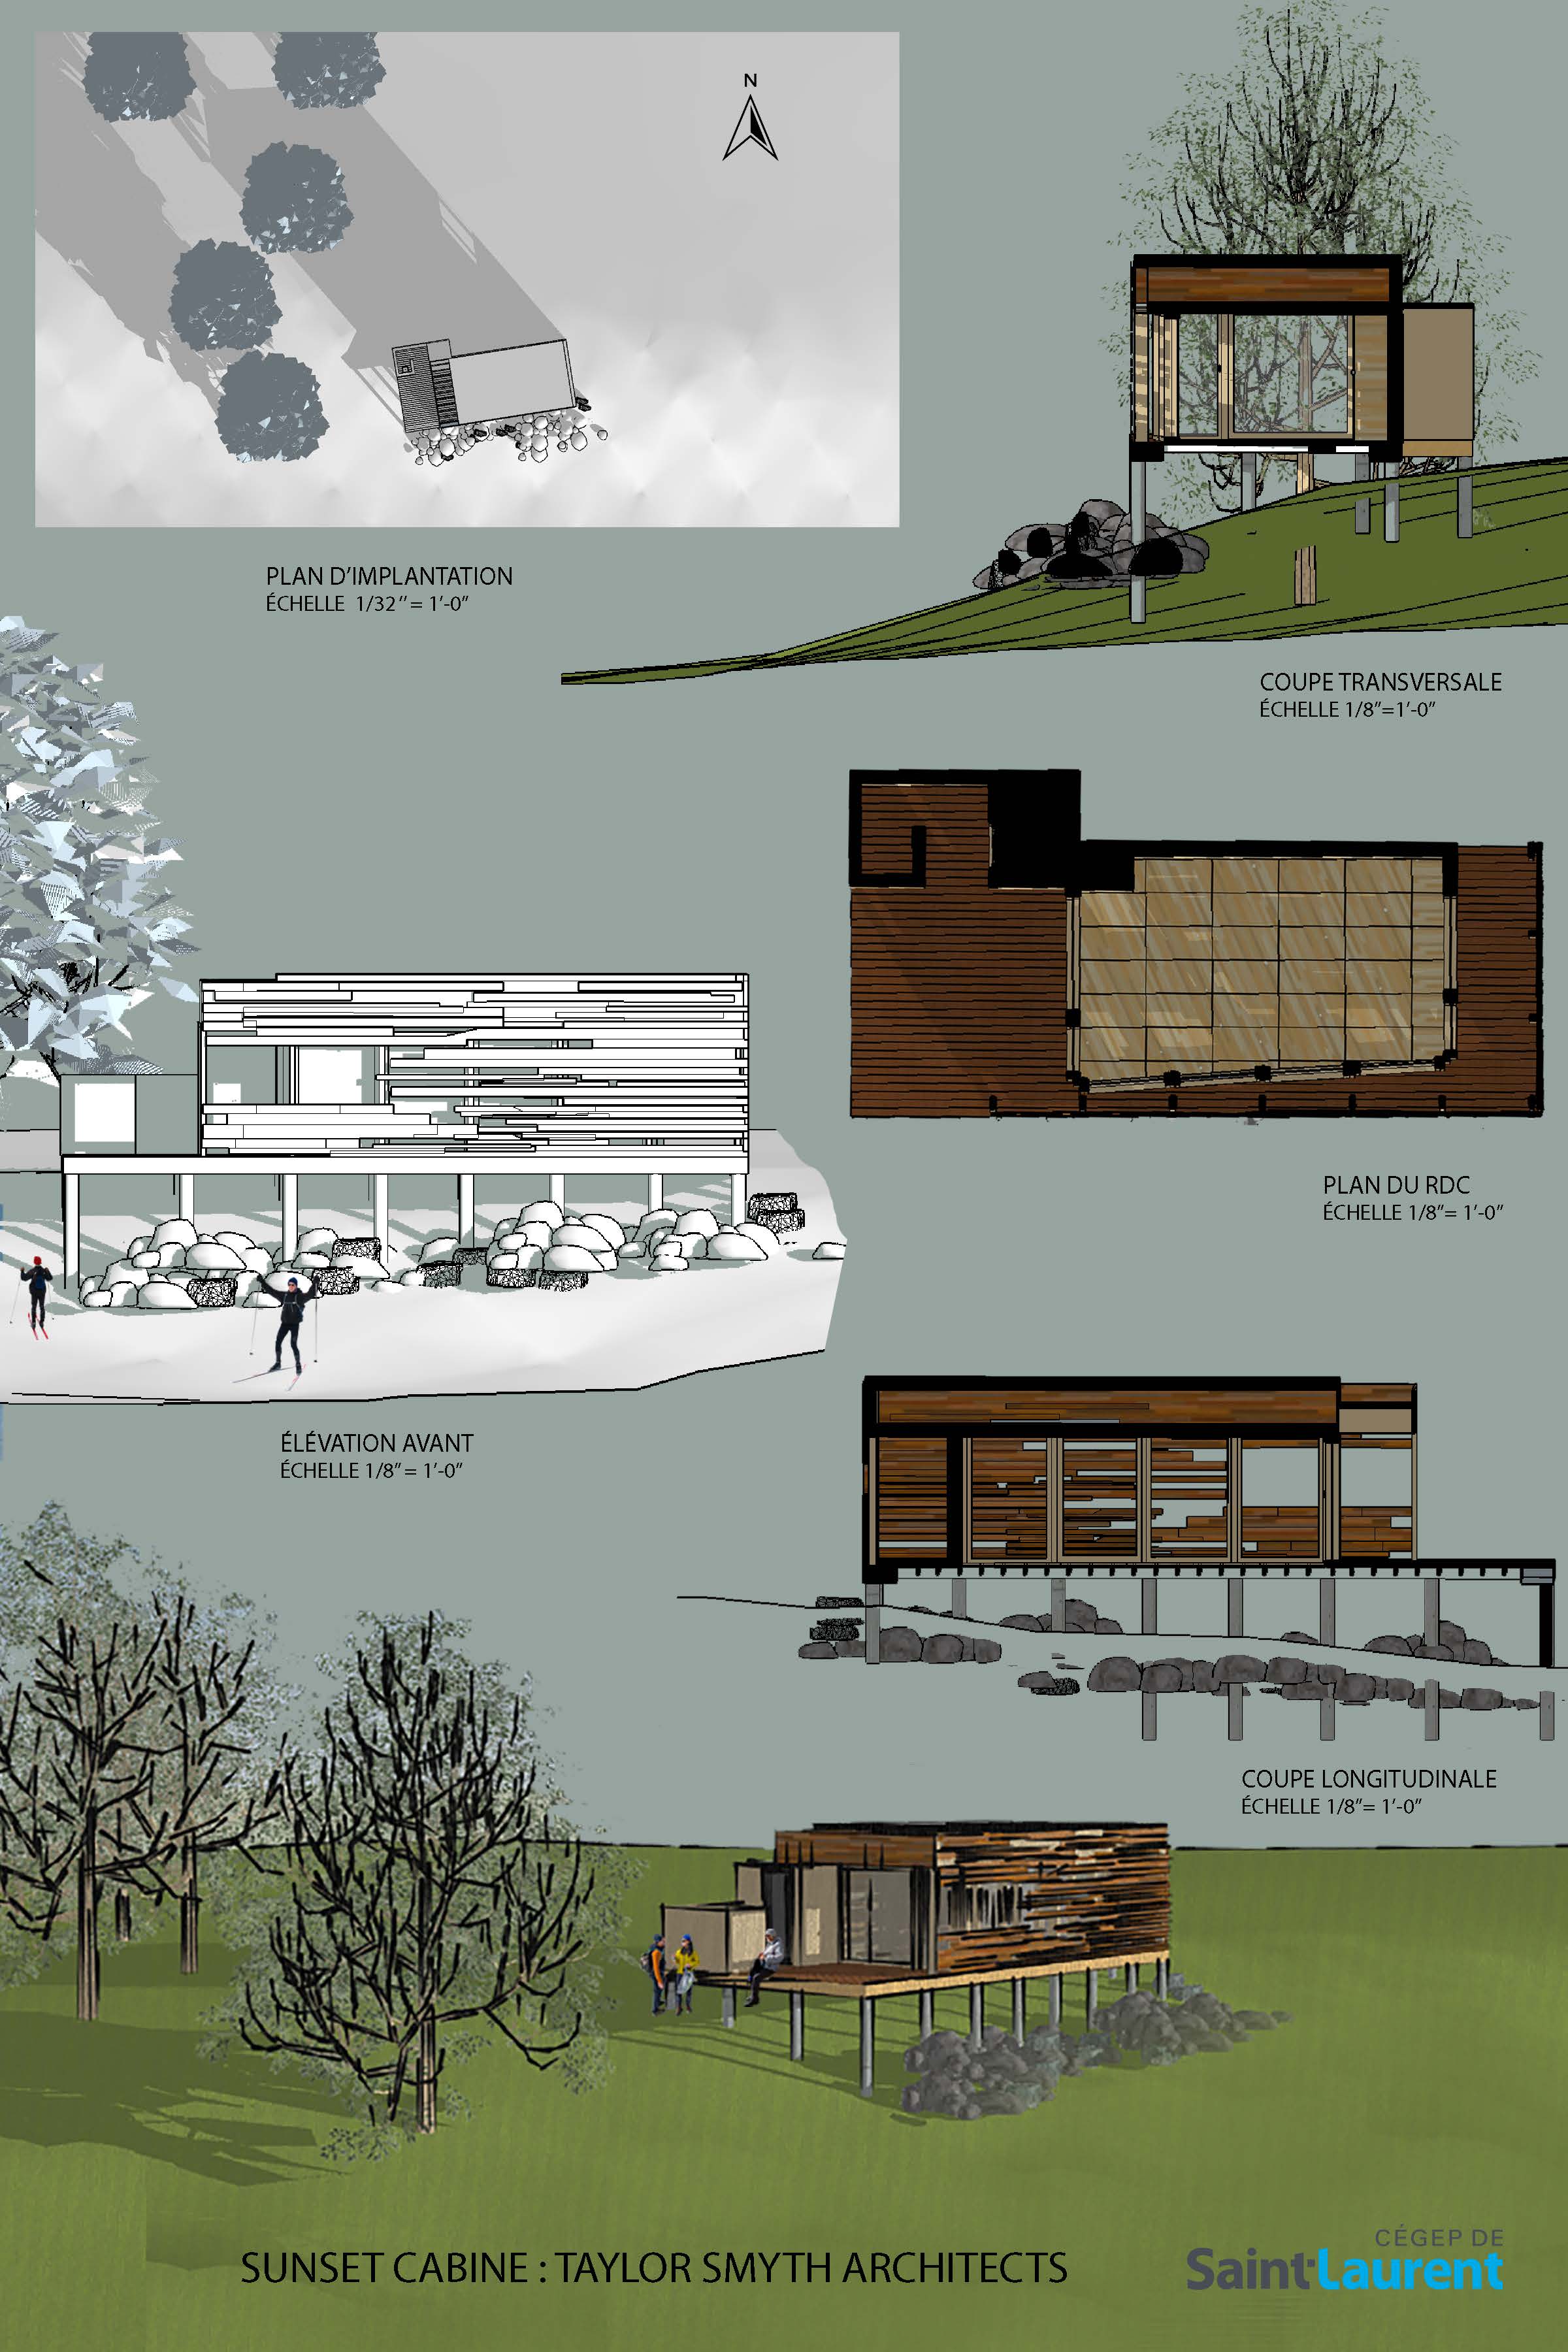 N
PLAN D'IMPLANTATION
ÉCHELLE 1/32″= 1'-0″
COUPE TRANSVERSALE
ÉCHELLE 1/8″=1'-0″
PLAN DU RDC
ÉCHELLE 1/8″= 1'-0″
ÉLÉVATION AVANT
ÉCHELLE 1/8″= 1'-0″
COUPE LONGITUDINALE
ÉCHELLE 1/8″= 1'-0″
SUNSET CABINE : TAYLOR SMYTH ARCHITECTS
CÉGEP DE
Saint-Laurent